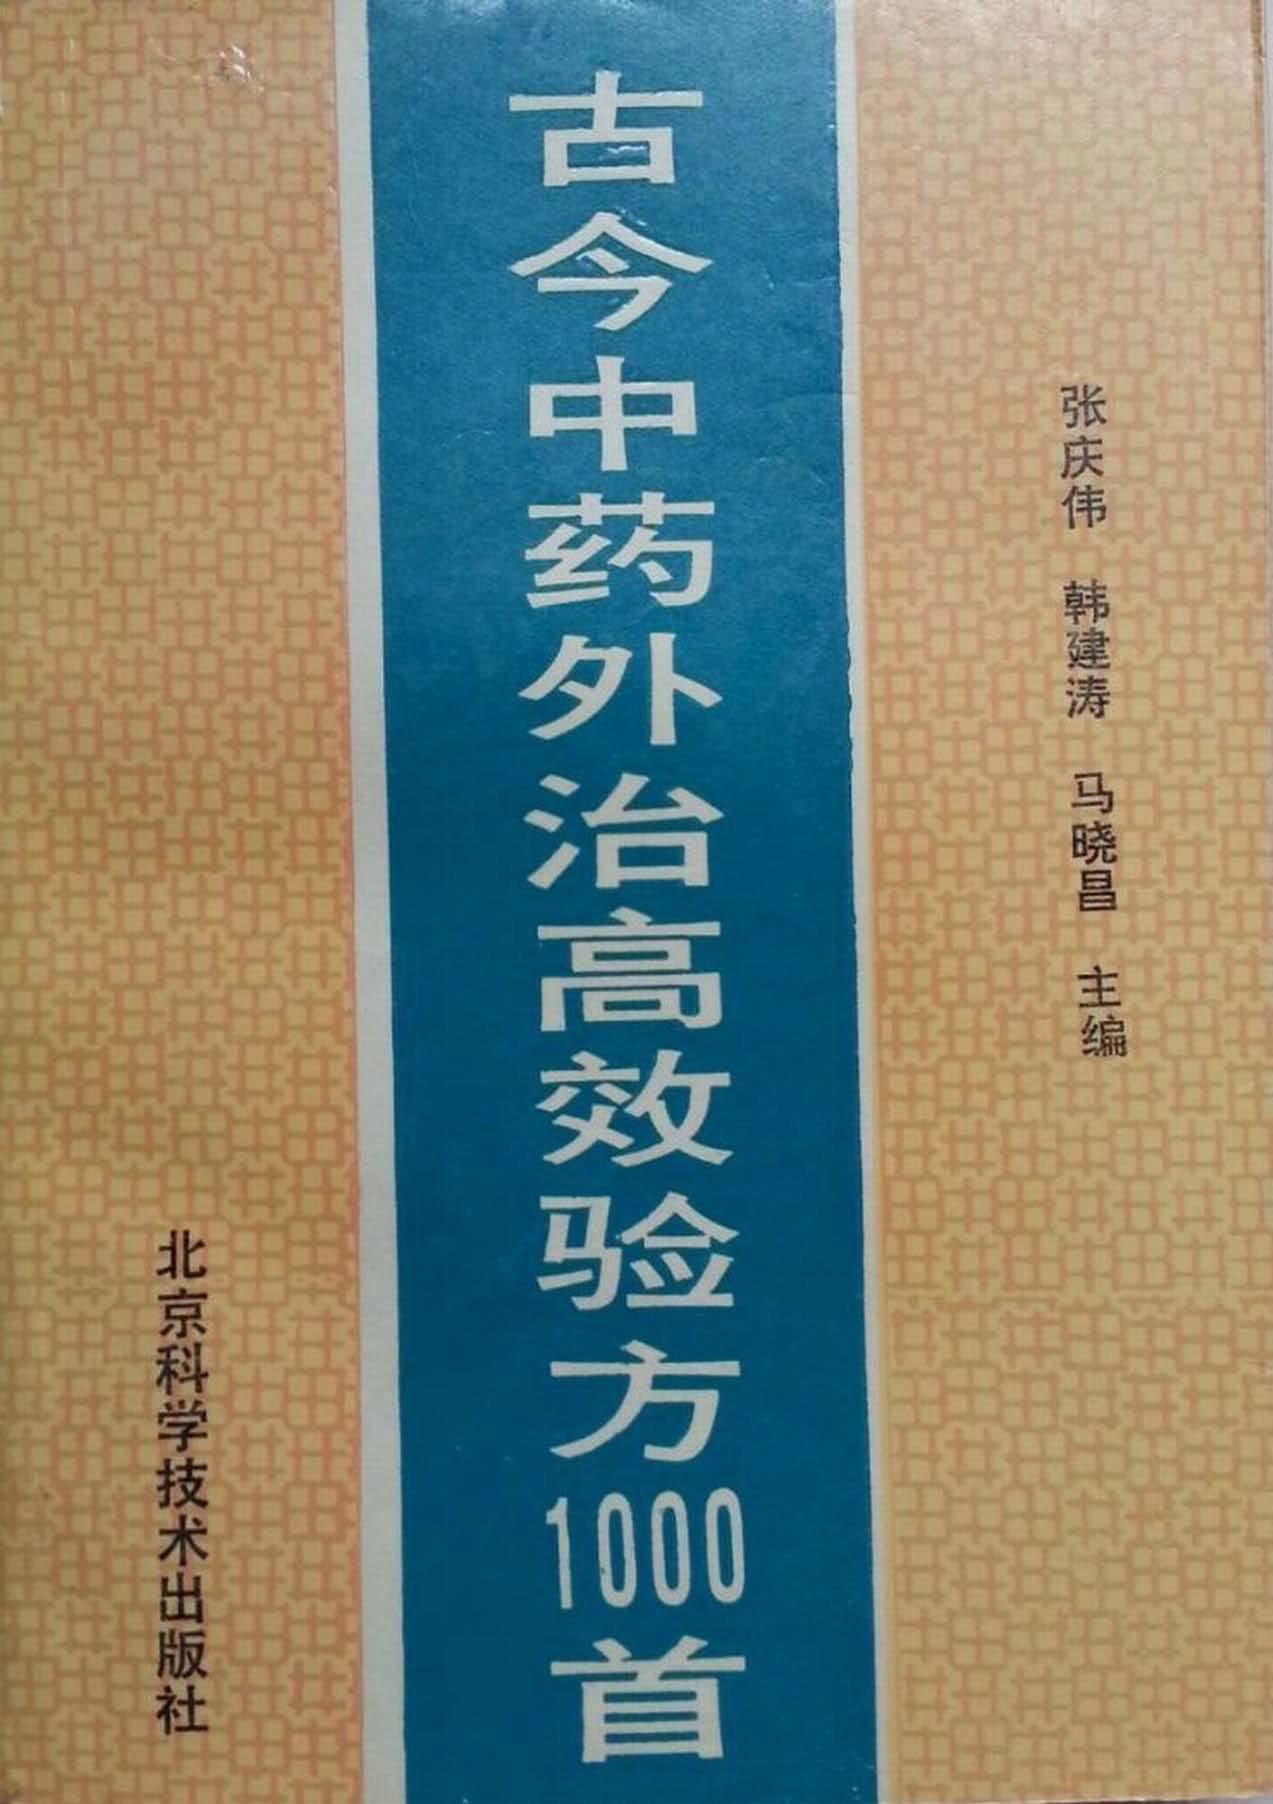 张庆伟 韩建涛 马晓昌 主编
古今中药外治高效验方1000首
北京科学技术出版社